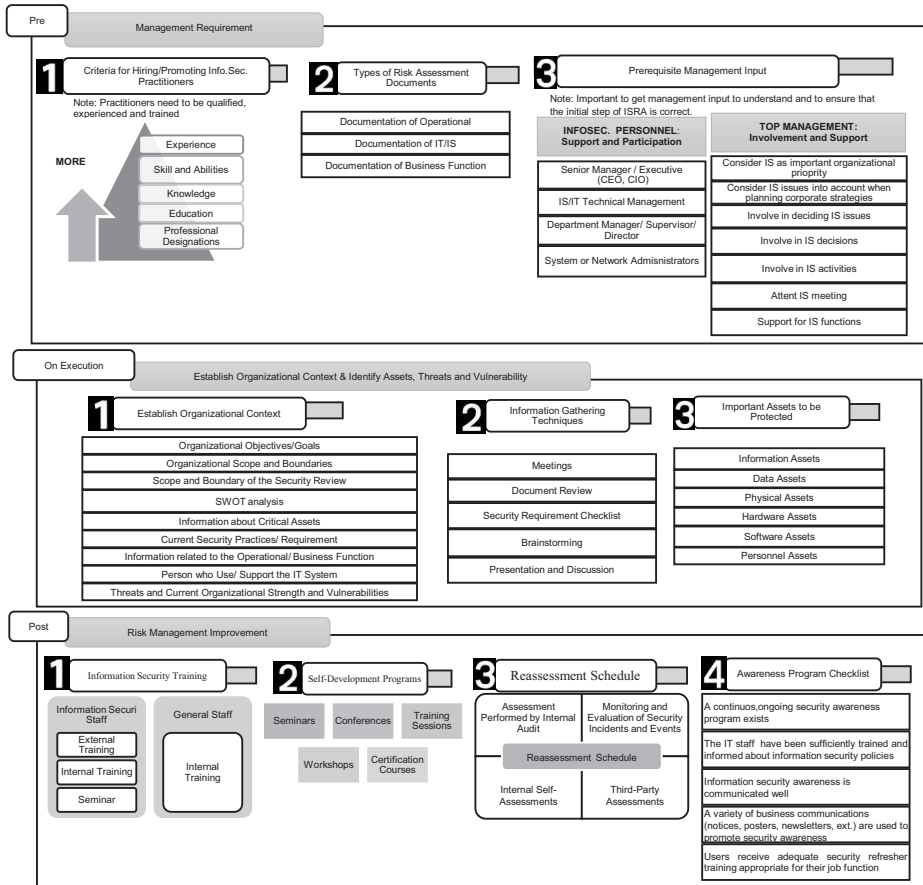 Pre
Management Requirement
1
Criteria for Hiring/Promoting Info.Sec.
Practitioners
Note: Practitioners need to be qualified,
experienced and trained
MORE
Experience
Skill and Abilities
Knowledge
Education
Professional
Designations
2
Types of Risk Assessment
Documents
Documentation of Operational
Documentation of IT/IS
Documentation of Business Function
3
Prerequisite Management Input
Note: Important to get management input to understand and to ensure that
the initial step of ISRA is correct.
INFOSEC. PERSONNEL:
Support and Participation
Senior Manager / Executive
(CEO, CIO)
IS/IT Technical Management
Department Manager/ Supervisor/
Director
System or Network Admisnistrators
TOP MANAGEMENT:
Involvement and Support
Consider IS as important organizational
propriety
Consider IS issues into account when
planning corporate strategies
Involve in deciding IS issues
Involve in IS decisions
Involve in IS activities
Attent IS meeting
Support for IS functions
On Execution
Establish Organizational Context & Identify Assets, Threats and Vulnerability
1
Establish Organizational Context
Organizational Objectives/Goals
Organizational Scope and Boundaries
Scope and Boundary of the Security Review
SWOT analysis
Information about Critical Assets
Current Security Practices/ Requirement
Information related to the Operational/ Business Function
Person who Use/ Support the IT System
Threats and Current Organizational Strength and Vulnerabilities
2
Information Gathering
Techniques
Meetings
Document Review
Security Requirement Checklist
Brainstorming
Presentation and Discussion
3
Important Assets to be
Protected
Information Assets
Data Assets
Physical Assets
Hardware Assets
Software Assets
Personnel Assets
Post
Risk Management Improvement
1
Information Security Training
Information Securi
Staff
External
Training
Internal Training
Seminar
General Staff
Internal
Training
2
Self-Development Programs
Seminars
Conferences
Training
Sessions
Workshops
Certification
Courses
3
Reassessment Schedule
Assessment
Performed by Internal
Audit
Monitoring and
Evaluation of Security
Incidents and Events
Reassessment Schedule
Internal Self-
Assessments
Third-Party
Assessments
4
Awareness Program Checklist
A continuos,ongoing security awareness
program exists
The IT staff have been sufficiently trained and
informed about information security policies
Information security awareness is
communicated well
A variety of business communications
(notices, posters, newsletters, ext.) are used to
promote security awareness
Users receive adequate security refresher
training appropriate for their job function